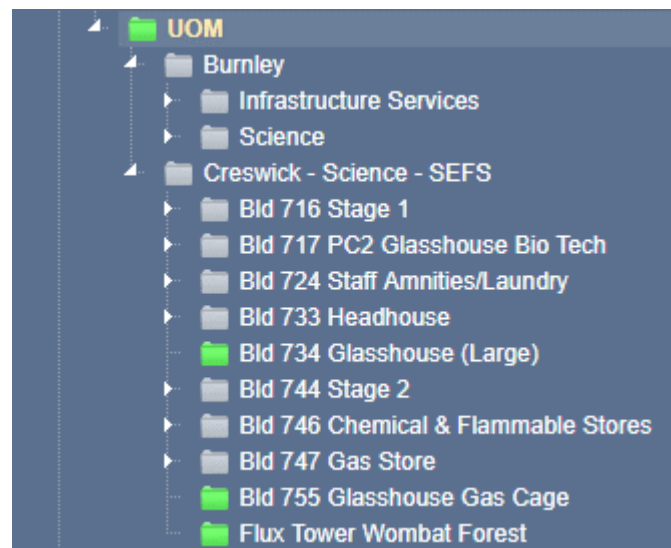 UOM
Burnley
Infrastructure Services
Science
Creswick - Science - SEFS
Bld 716 Stage 1
Bld 717 PC2 Glasshouse Bio Tech
Bld 724 Staff Amnities/Laundry
Bld 733 Headhouse
Bld 734 Glasshouse (Large)
Bld 744 Stage 2
Bld 746 Chemical & Flammable Stores
Bld 747 Gas Store
Bld 755 Glasshouse Gas Cage
Flux Tower Wombat Forest